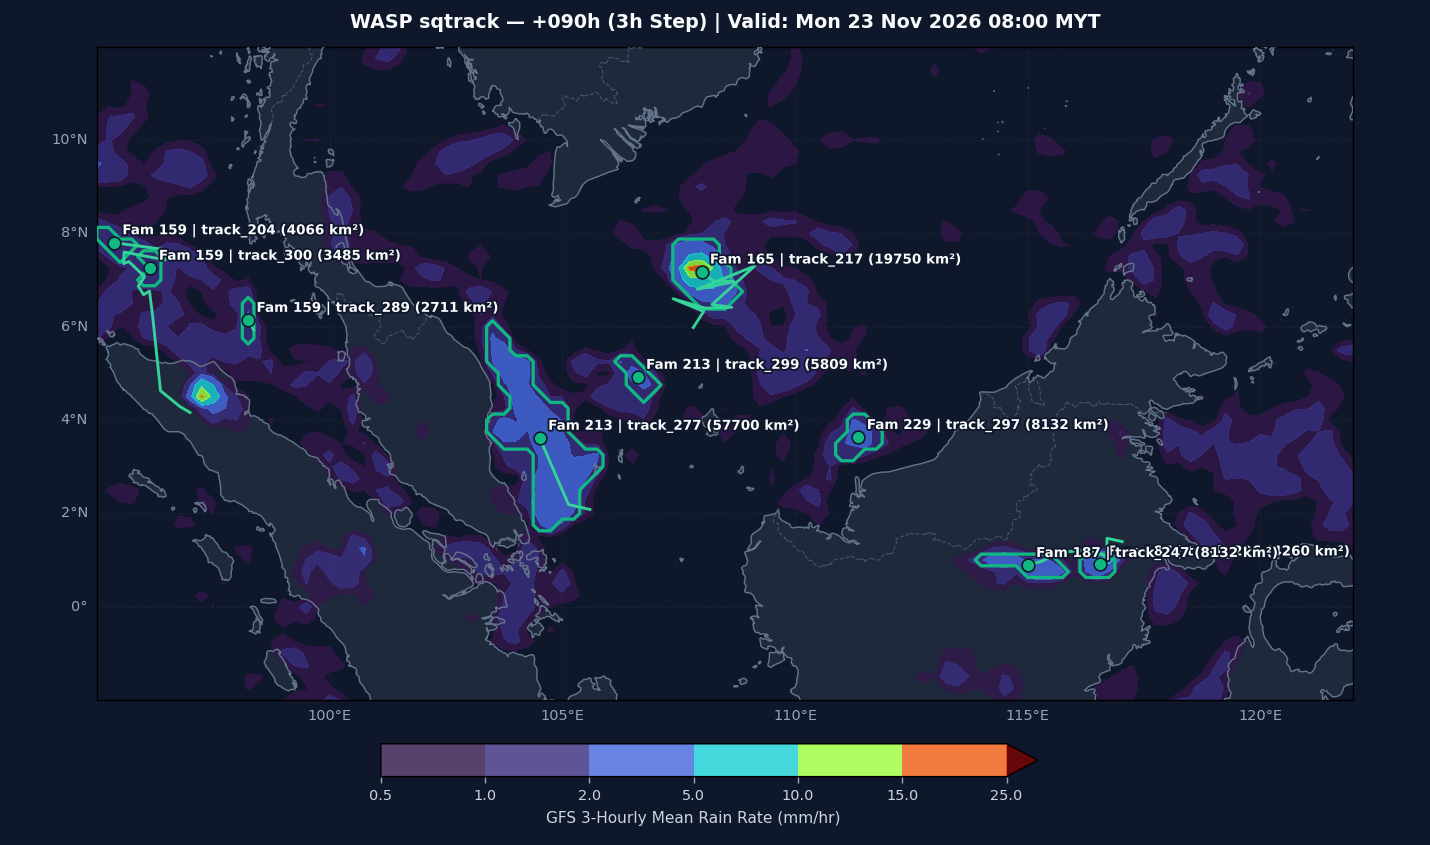 WASP sqtrack — +090h (3h Step) | Valid: Mon 23 Nov 2026 08:00 MYT
10°N
8°N
6°N
4°N
2°N
0°
Fam 159 | track_204 (4066 km²)
Fam 159 | track_300 (3485 km²)
Fam 165 | track_217 (19750 km²)
Fam 159 | track_289 (2711 km²)
Fam 213 | track_299 (5809 km²)
Fam 213 | track_277 (57700 km²)
Fam 229 | track_297 (8132 km²)
Fam 187 | track_247 (8132 km²)
260 km²)
100°E
105°E
110°E
115°E
120°E
0.5
1.0
2.0
5.0
10.0
15.0
25.0
GFS 3-Hourly Mean Rain Rate (mm/hr)